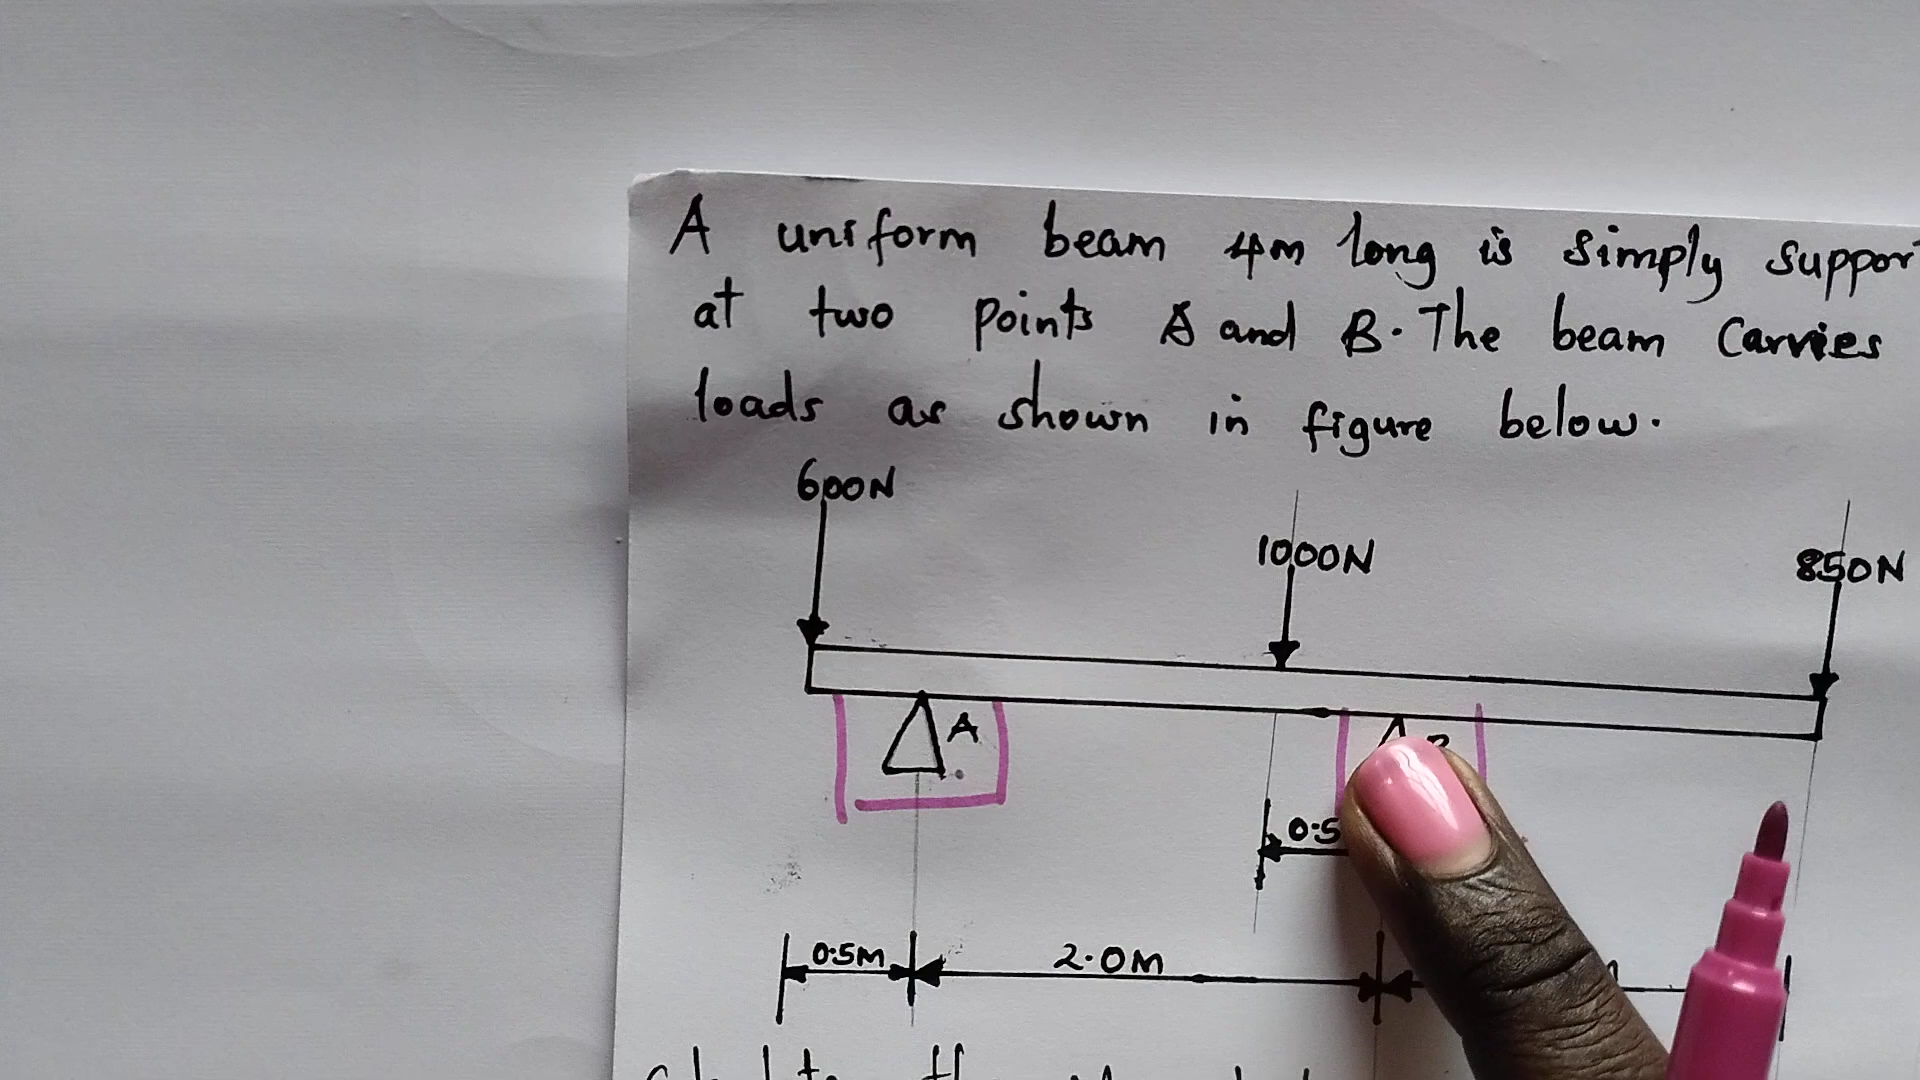 A uniform beam 4m long is simply
at two points A and B. The beam carries
loads as shown in figure below.
600N
1000N
850N
A
0.5
0.5M
2.0M